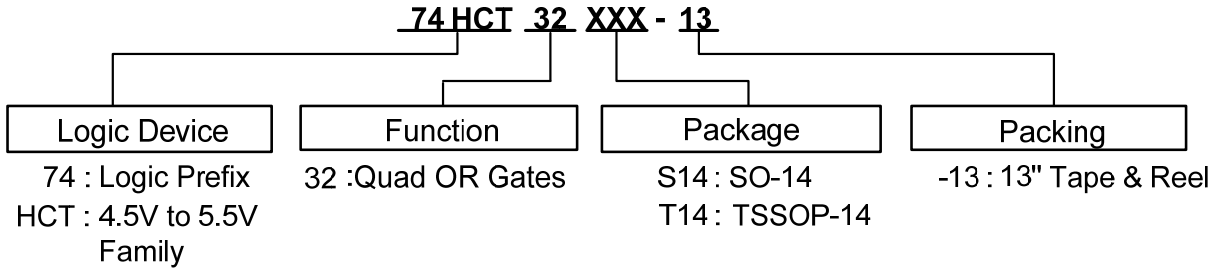 74 HCT 32 XXX - 13
Logic Device
74 : Logic Prefix
HCT : 4.5V to 5.5V
Family
Function
32 :Quad OR Gates
Package
S14 : SO-14
T14 : TSSOP-14
Packing
-13 : 13" Tape & Reel